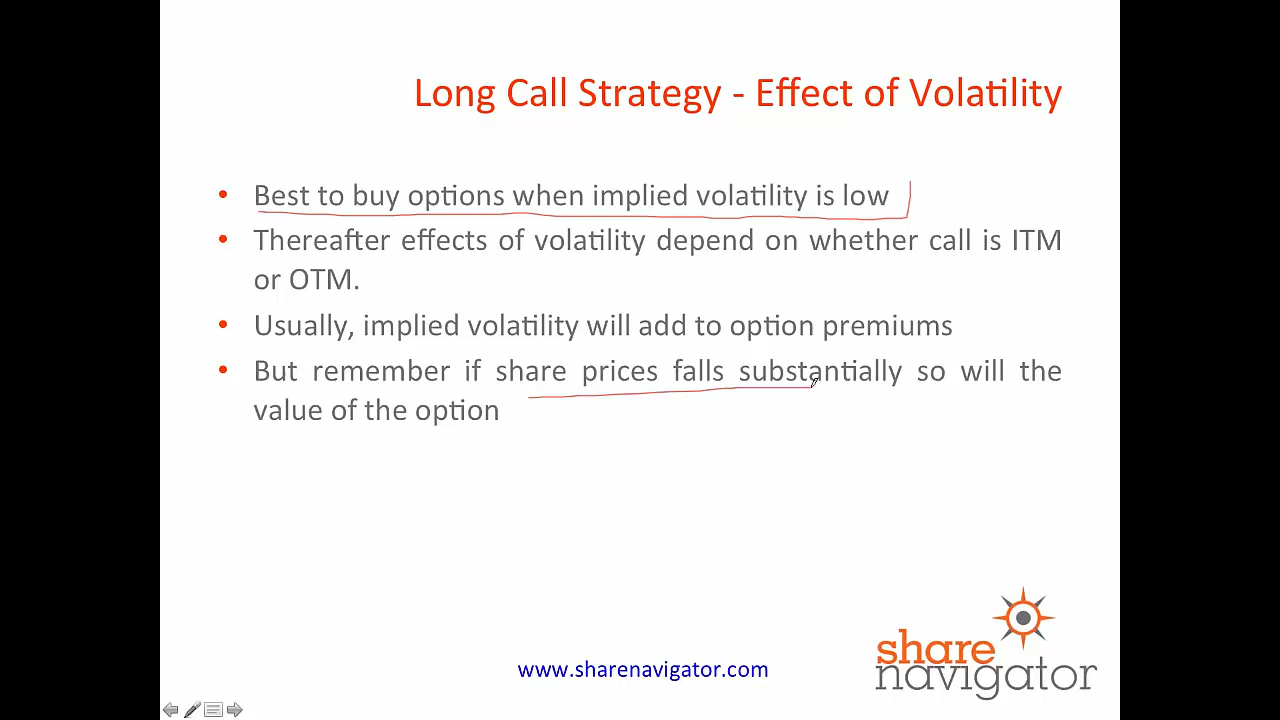 Long Call Strategy - Effect of Volatility
• Best to buy options when implied volatility is low
• Thereafter effects of volatility depend on whether call is ITM
or OTM.
• Usually, implied volatility will add to option premiums
• But remember if share prices falls substantially so will the
value of the option
www.sharenavigator.com
share
navigator